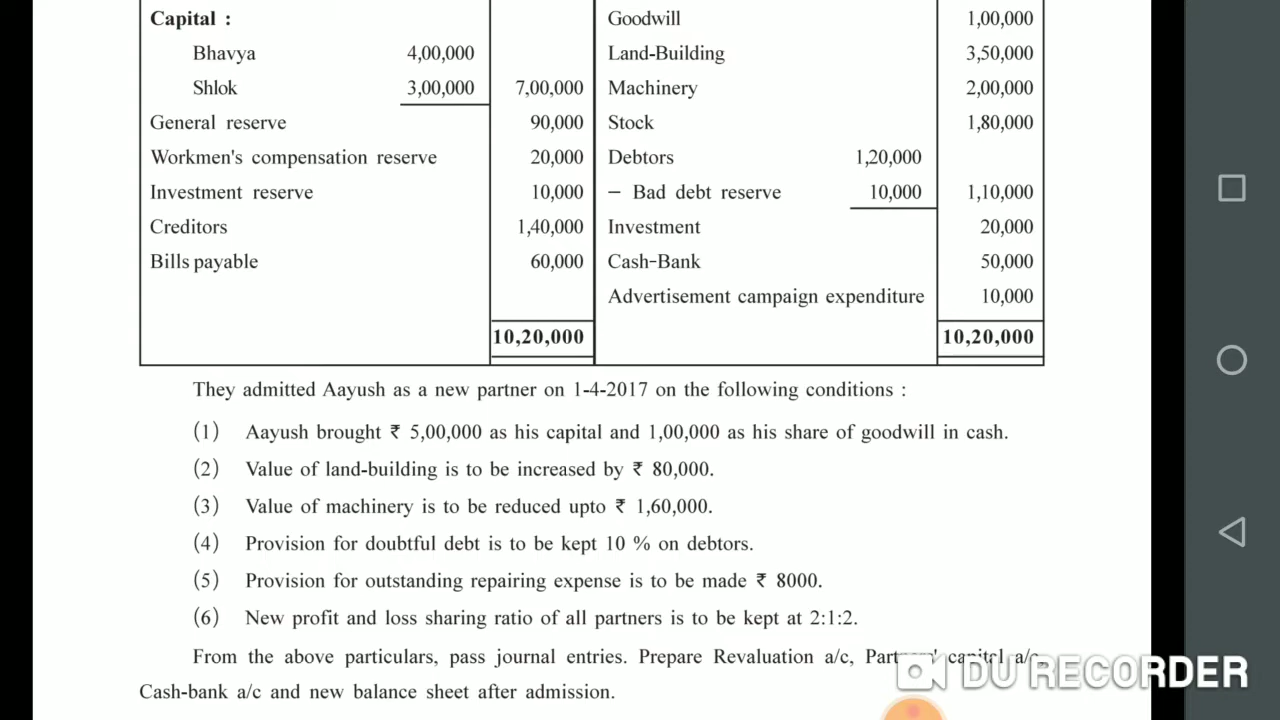 Capital : Goodwill 1,00,000
Bhavya 4,00,000 Land-Building 3,50,000
Shlok 3,00,000 7,00,000 Machinery 2,00,000
General reserve 90,000 Stock 1,80,000
Workmen's compensation reserve 20,000 Debtors 1,20,000
Investment reserve 10,000 − Bad debt reserve 10,000 1,10,000
Creditors 1,40,000 Investment 20,000
Bills payable 60,000 Cash-Bank 50,000
Advertisement campaign expenditure 10,000
10,20,000 10,20,000
They admitted Aayush as a new partner on 1-4-2017 on the following conditions :
(1) Aayush brought ₹ 5,00,000 as his capital and 1,00,000 as his share of goodwill in cash.
(2) Value of land-building is to be increased by ₹ 80,000.
(3) Value of machinery is to be reduced upto ₹ 1,60,000.
(4) Provision for doubtful debt is to be kept 10 % on debtors.
(5) Provision for outstanding repairing expense is to be made ₹ 8000.
(6) New profit and loss sharing ratio of all partners is to be kept at 2:1:2.
From the above particulars, pass journal entries. Prepare Revaluation a/c, Partners' capital a/c,
Cash-bank a/c and new balance sheet after admission.
DU RECORDER